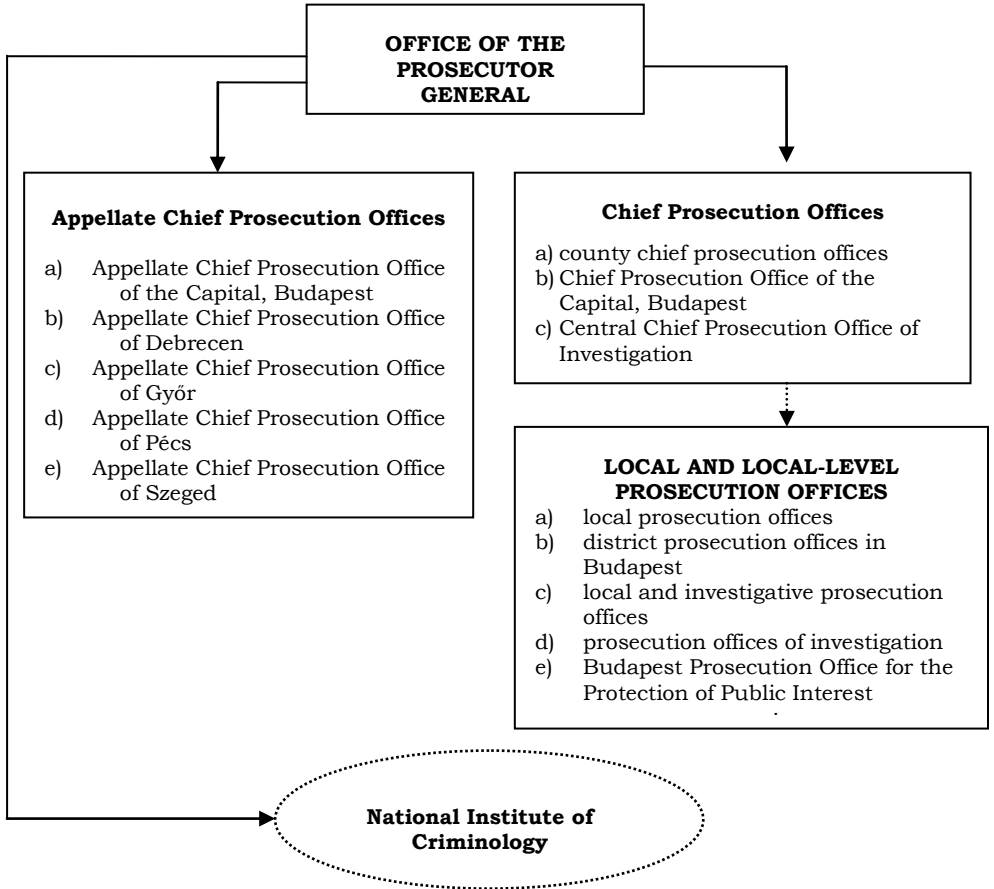 OFFICE OF THE
PROSECUTOR
GENERAL
Appellate Chief Prosecution Offices
a) Appellate Chief Prosecution Office
of the Capital, Budapest
b) Appellate Chief Prosecution Office
of Debrecen
c) Appellate Chief Prosecution Office
of Győr
d) Appellate Chief Prosecution Office
of Pécs
e) Appellate Chief Prosecution Office
of Szeged
Chief Prosecution Offices
a) county chief prosecution offices
b) Chief Prosecution Office of the
Capital, Budapest
c) Central Chief Prosecution Office of
Investigation
LOCAL AND LOCAL-LEVEL
PROSECUTION OFFICES
a) local prosecution offices
b) district prosecution offices in
Budapest
c) local and investigative prosecution
offices
d) prosecution offices of investigation
e) Budapest Prosecution Office for the
Protection of Public Interest
.
National Institute of
Criminology